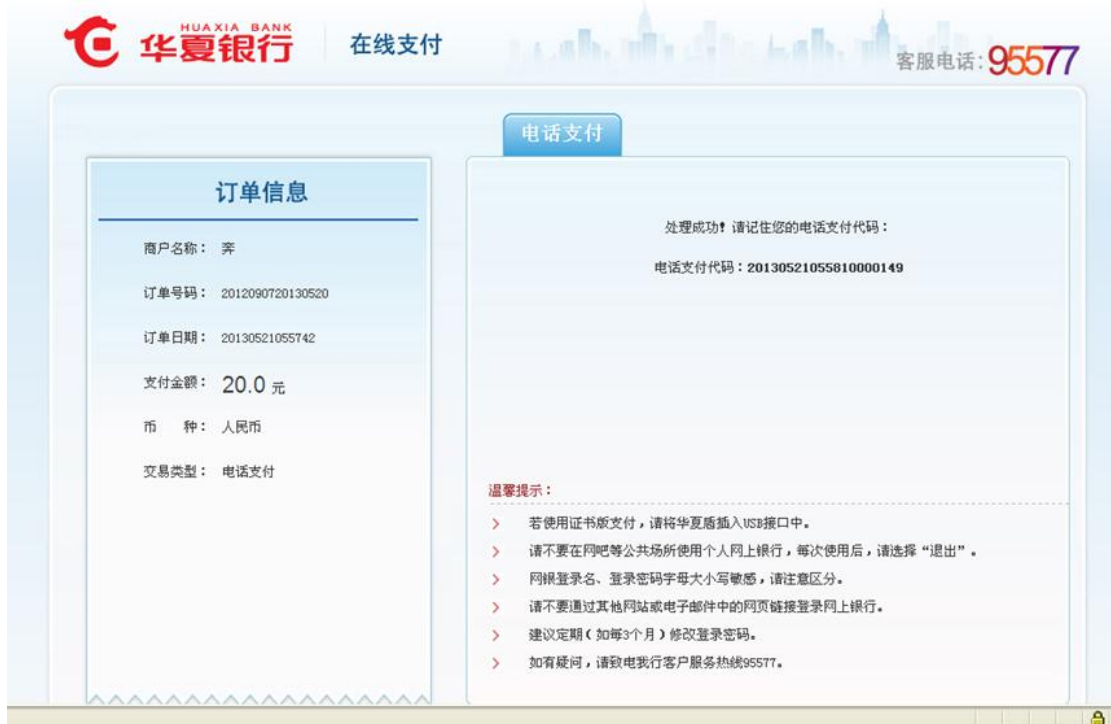 HUAXIA BANK
华夏银行
在线支付
客服电话:95577
电话支付
订单信息
商户名称： 奔
订单号码： 2012090720130520
订单日期： 20130521055742
支付金额： 20.0 元
币 种： 人民币
交易类型： 电话支付
处理成功！请记住您的电话支付代码：
电话支付代码：20130521055810000149
温馨提示：
若使用证书版支付，请将华夏盾插入USB接口中。
请不要在网吧等公共场所使用个人网上银行，每次使用后，请选择“退出”。
网银登录名、登录密码字母大小写敏感，请注意区分。
请不要通过其他网站或电子邮件中的网页链接登录网上银行。
建议定期（如每3个月）修改登录密码。
如有疑问，请致电我行客户服务热线95577。